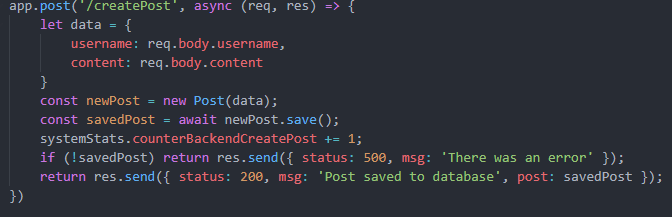 app.post('/createPost', async (req, res) => {
    let data = {
        username: req.body.username,
        content: req.body.content
    }
    const newPost = new Post(data);
    const savedPost = await newPost.save();
    systemStats.counterBackendCreatePost += 1;
    if (!savedPost) return res.send({ status: 500, msg: 'There was an error' });
    return res.send({ status: 200, msg: 'Post saved to database', post: savedPost });
})